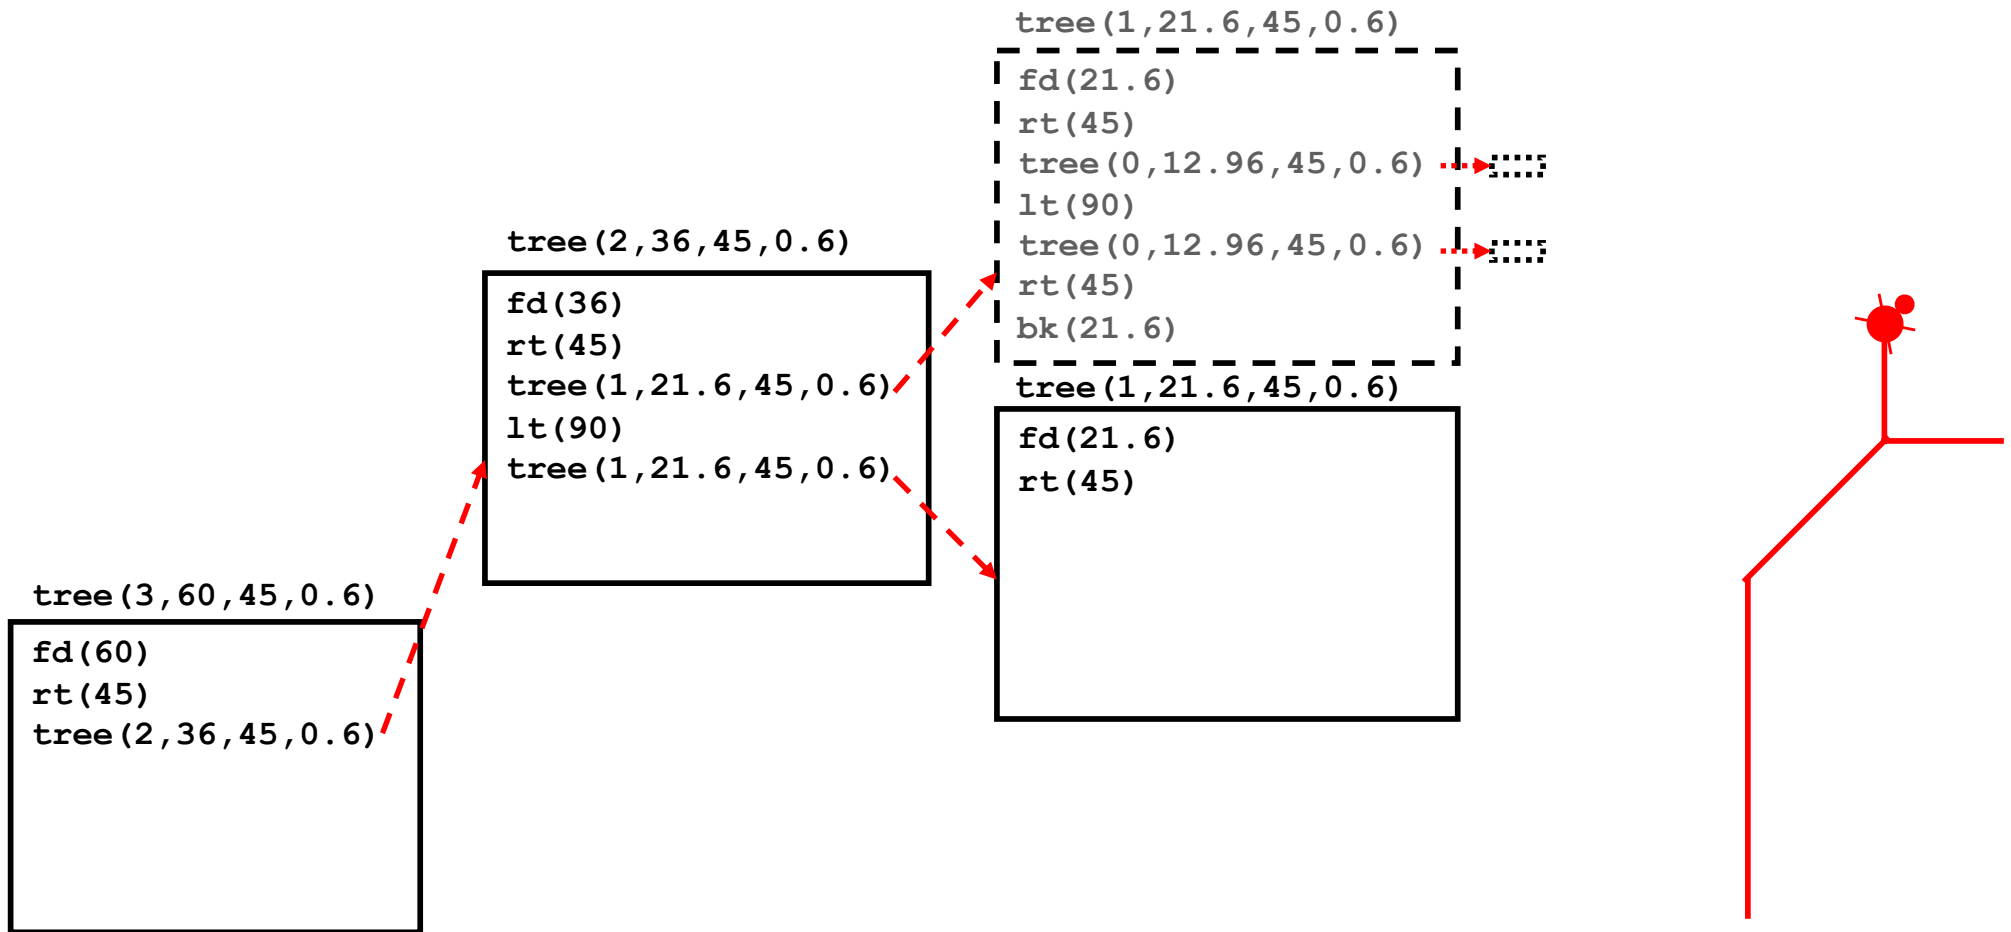 tree(1,21.6,45,0.6)
fd(21.6)
rt(45)
tree(0,12.96,45,0.6)
lt(90)
tree(0,12.96,45,0.6)
rt(45)
bk(21.6)
tree(2,36,45,0.6)
fd(36)
rt(45)
tree(1,21.6,45,0.6)
lt(90)
tree(1,21.6,45,0.6)
tree(1,21.6,45,0.6)
fd(21.6)
rt(45)
tree(3,60,45,0.6)
fd(60)
rt(45)
tree(2,36,45,0.6)